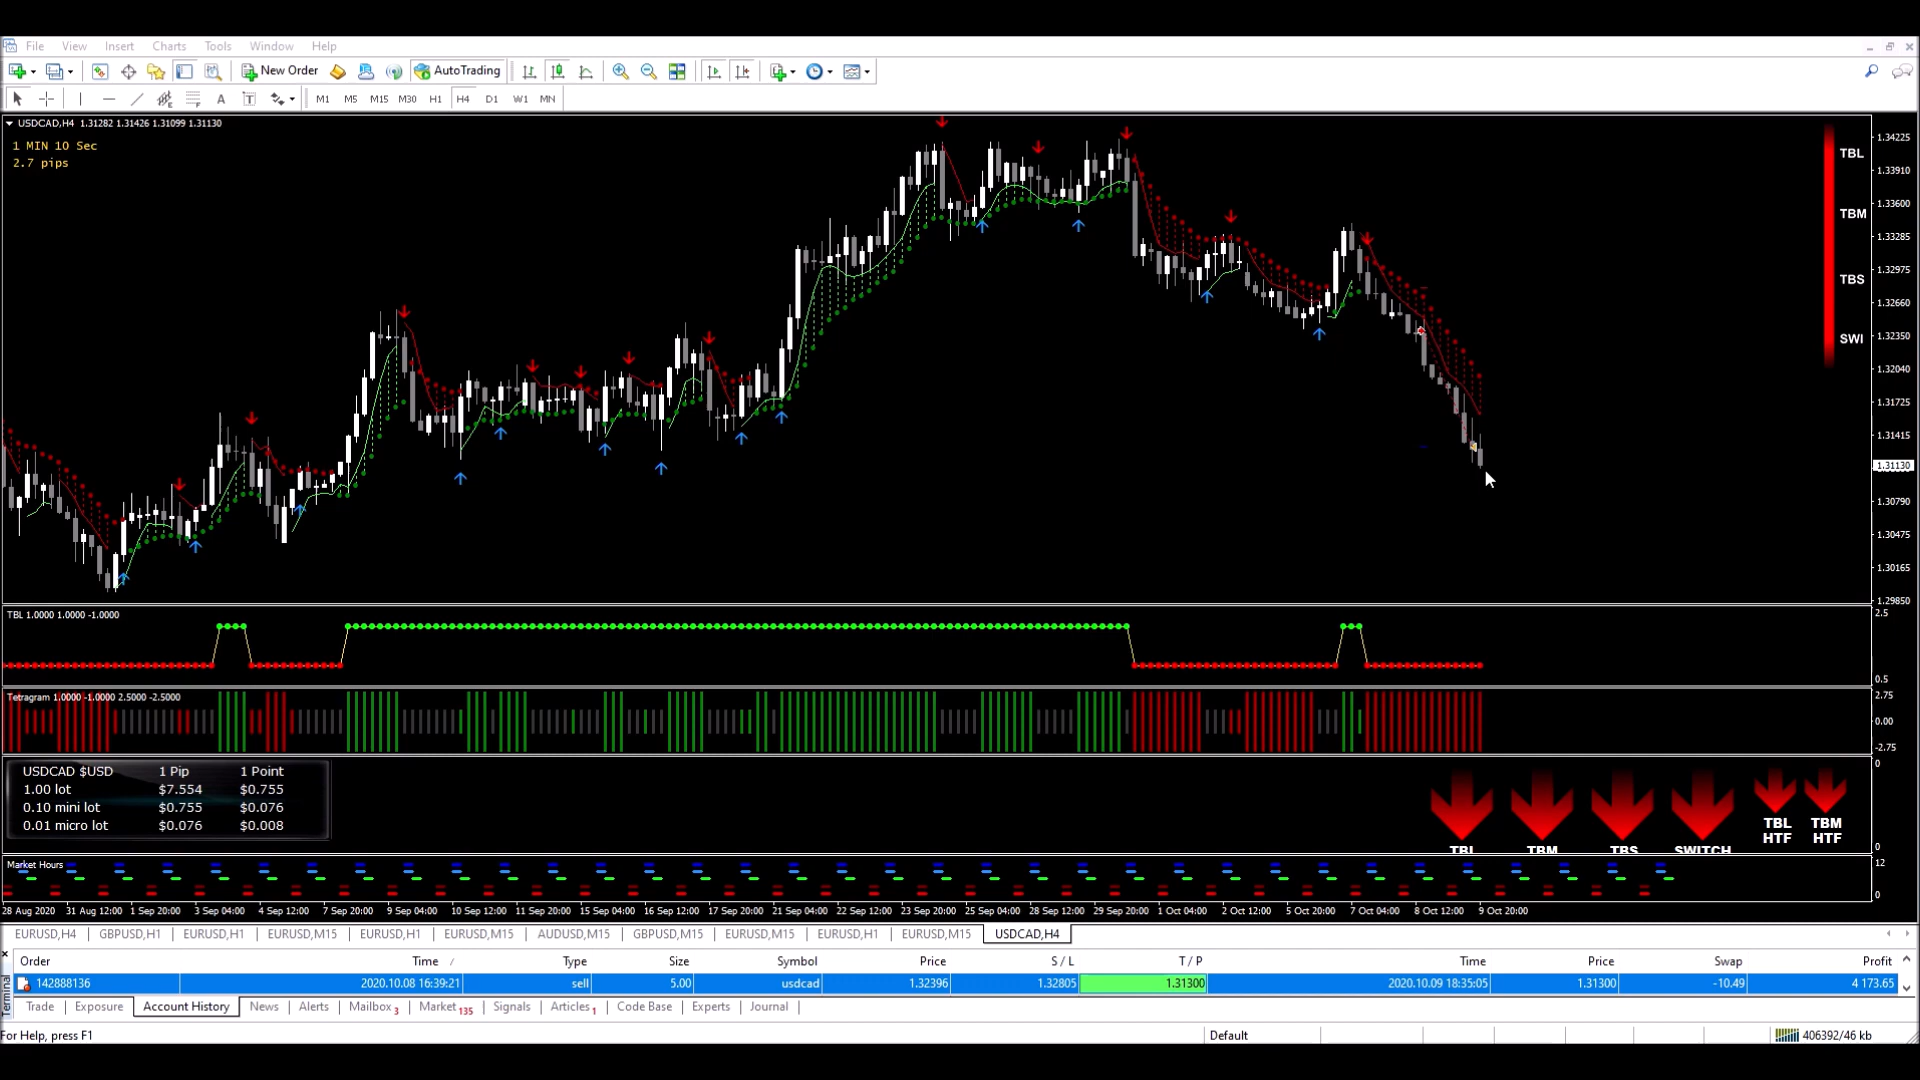 File View Insert Charts Tools Window Help
New Order AutoTrading
A T M1 M5 M15 M30 H1 H4 D1 W1 MN
USDCAD,H4 1.31282 1.31426 1.31099 1.31130
1 MIN 10 Sec
2.7 pips
TBL
TBM
TBS
SWI
1.34225
1.33910
1.33600
1.33285
1.32975
1.32660
1.32350
1.32040
1.31725
1.31415
1.31130
1.30790
1.30475
1.30165
1.29850
TBL 1.0000 1.0000 -1.0000
2.5
0.5
Tetragram 1.0000 -1.0000 2.5000 -2.5000
2.75
0.00
-2.75
USDCAD $USD 1 Pip 1 Point
1.00 lot $7.554 $0.755
0.10 mini lot $0.755 $0.076
0.01 micro lot $0.076 $0.008
TBL TBM TBS SWITCH
TBL HTF
TBM HTF
0
0
Market Hours
12
0
28 Aug 2020 31 Aug 12:00 1 Sep 20:00 3 Sep 04:00 4 Sep 12:00 7 Sep 20:00 9 Sep 04:00 10 Sep 12:00 11 Sep 20:00 15 Sep 04:00 16 Sep 12:00 17 Sep 20:00 21 Sep 04:00 22 Sep 12:00 23 Sep 20:00 25 Sep 04:00 28 Sep 12:00 29 Sep 20:00 1 Oct 04:00 2 Oct 12:00 5 Oct 20:00 7 Oct 04:00 8 Oct 12:00 9 Oct 20:00
EURUSD,H4 GBPUSD,H1 EURUSD,H1 EURUSD,M15 EURUSD,H1 EURUSD,M15 AUDUSD,M15 GBPUSD,M15 EURUSD,M15 EURUSD,H1 EURUSD,M15 USDCAD,H4
Order Time Type Size Symbol Price S / L T / P Time Price Swap Profit
142888136 2020.10.08 16:39:21 sell 5.00 usdcad 1.32396 1.32805 1.31300 2020.10.09 18:35:05 1.31300 -10.49 4 173.65
Terminal
Trade Exposure Account History News Alerts Mailbox 3 Market 135 Signals Articles 1 Code Base Experts Journal
For Help, press F1 Default 406392/46 kb